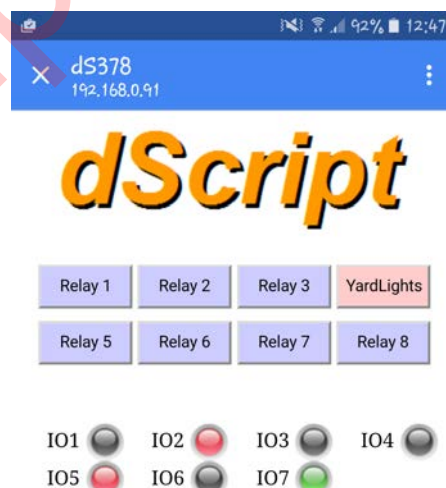 92% 12:47
dS378
192.168.0.91
dScript
Relay 1 Relay 2 Relay 3 YardLights
Relay 5 Relay 6 Relay 7 Relay 8
IO1 IO2 IO3 IO4
IO5 IO6 IO7